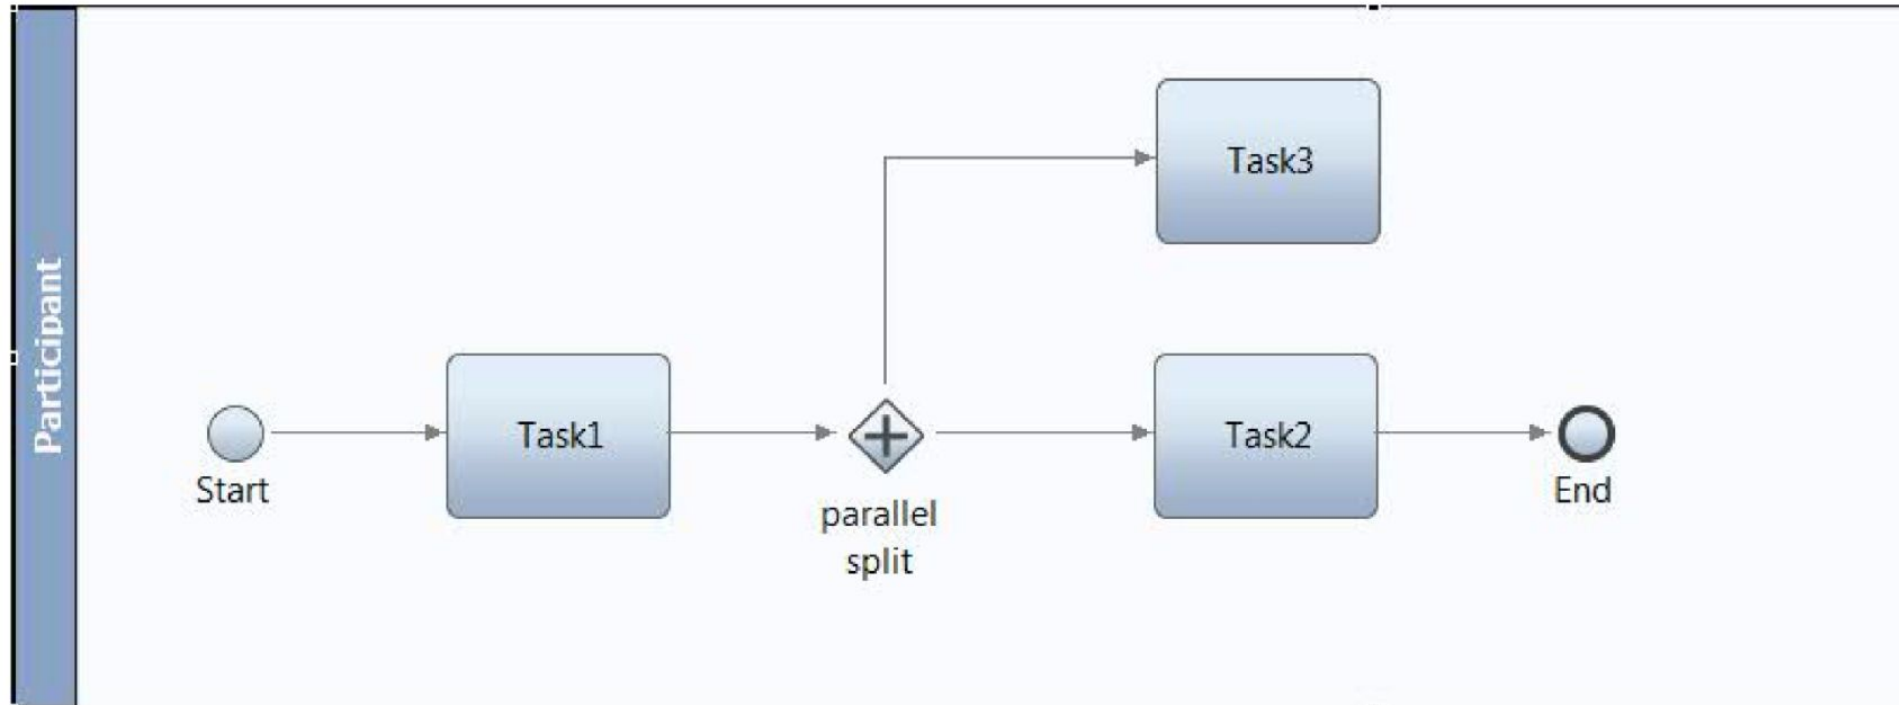 Participant
Task3
Start
Task1
parallel
split
Task2
End